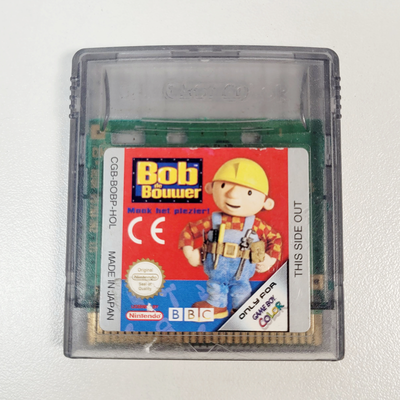 Nintendo
CGB-BOBP-HOL
MADE IN JAPAN
Bob
de
Bouwer
Maak het plezier!
CE
Original
Nintendo
Seal of
Quality
Nintendo
BBC
THIS SIDE OUT
ONLY FOR
GAME BOY
COLOR